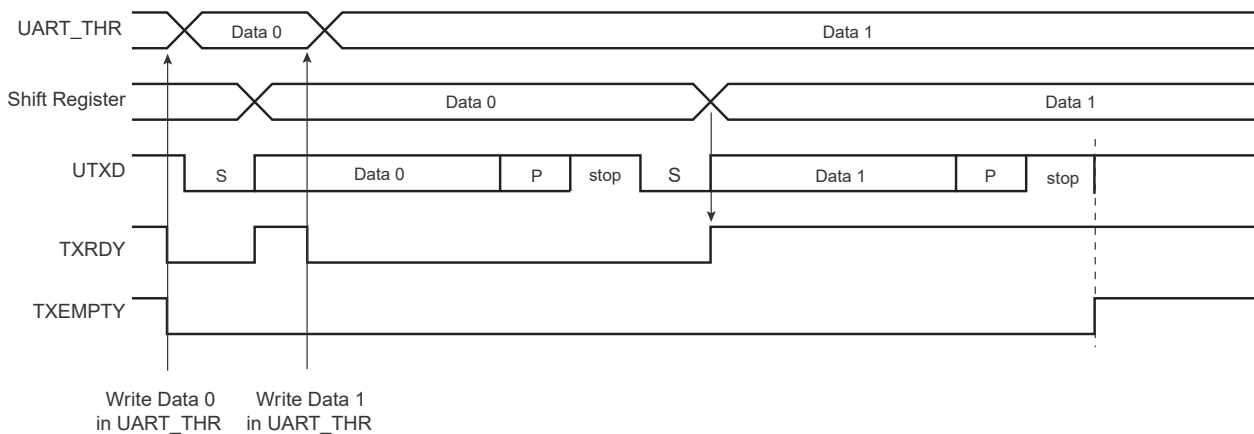 UART_THR
Data 0
Data 1
Shift Register
Data 0
Data 1
UTXD
S
Data 0
P
stop
S
Data 1
P
stop
TXRDY
TXEMPTY
Write Data 0
in UART_THR
Write Data 1
in UART_THR